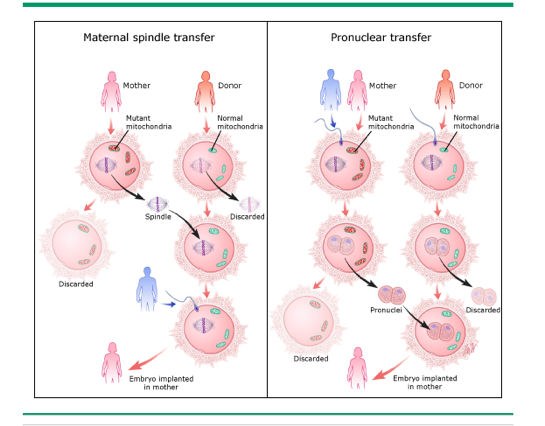 Maternal spindle transfer
Mother
Donor
Mutant
mitochondria
Normal
mitochondria
Spindle
Discarded
Discarded
Embryo implanted
in mother
Pronuclear transfer
Mother
Donor
Mutant
mitochondria
Normal
mitochondria
Pronuclei
Discarded
Discarded
Embryo implanted
in mother